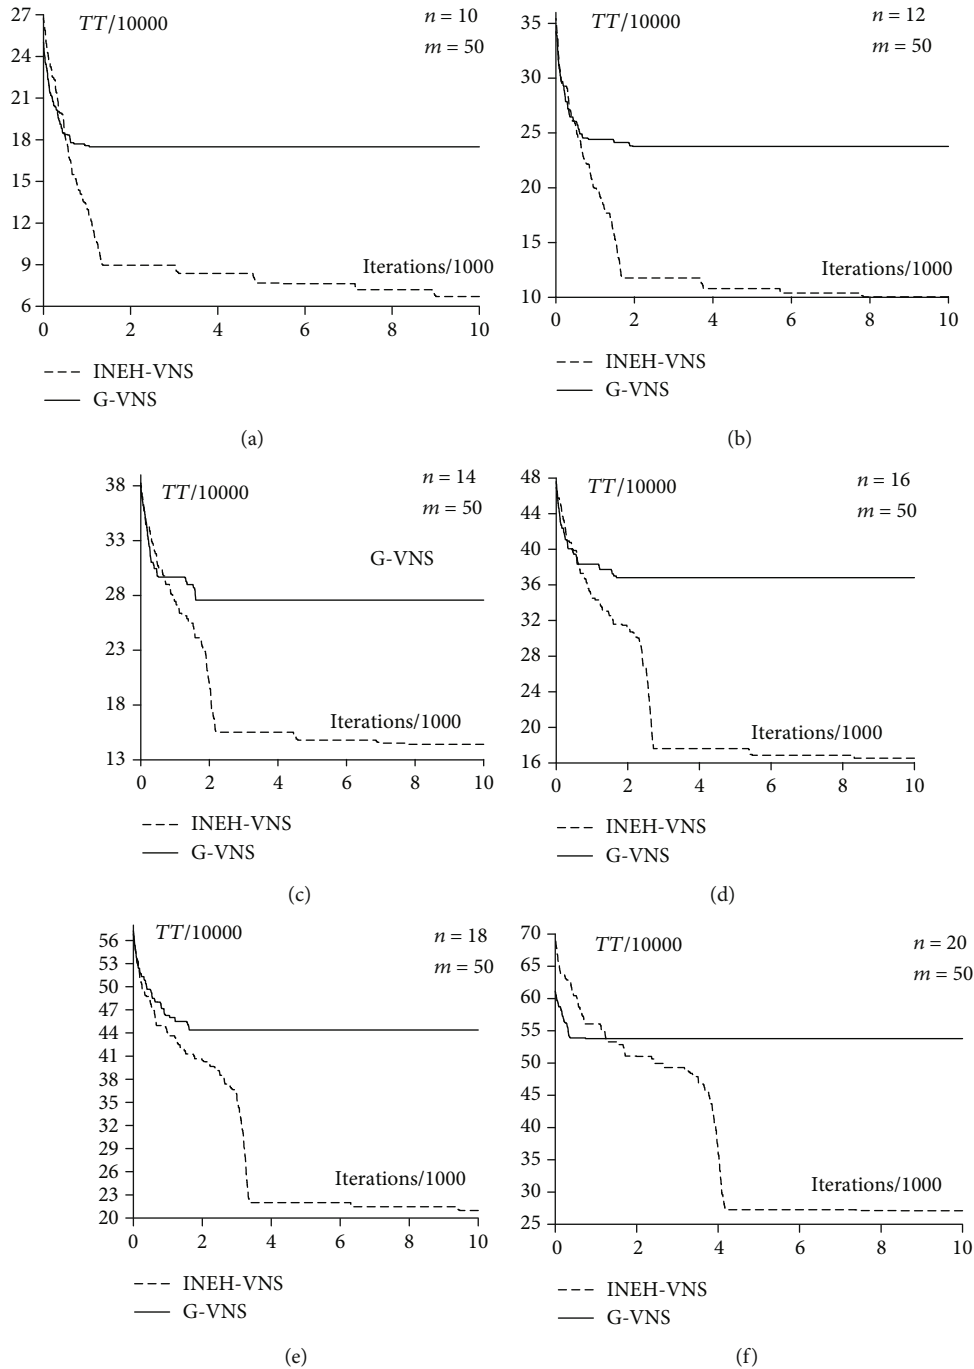 27
24
21
18
15
12
9
6
TT/10000
n = 10
m = 50
Iterations/1000
0 2 4 6 8 10
INEH-VNS
G-VNS
(a)
35
30
25
20
15
10
TT/10000
n = 12
m = 50
Iterations/1000
0 2 4 6 8 10
INEH-VNS
G-VNS
(b)
38
33
28
23
18
13
TT/10000
n = 14
m = 50
G-VNS
Iterations/1000
0 2 4 6 8 10
INEH-VNS
G-VNS
(c)
48
44
40
36
32
28
24
20
16
TT/10000
n = 16
m = 50
Iterations/1000
0 2 4 6 8 10
INEH-VNS
G-VNS
(d)
56
53
50
47
44
41
38
35
32
29
26
23
20
TT/10000
n = 18
m = 50
Iterations/1000
0 2 4 6 8 10
INEH-VNS
G-VNS
(e)
70
65
60
55
50
45
40
35
30
25
TT/10000
n = 20
m = 50
Iterations/1000
0 2 4 6 8 10
INEH-VNS
G-VNS
(f)